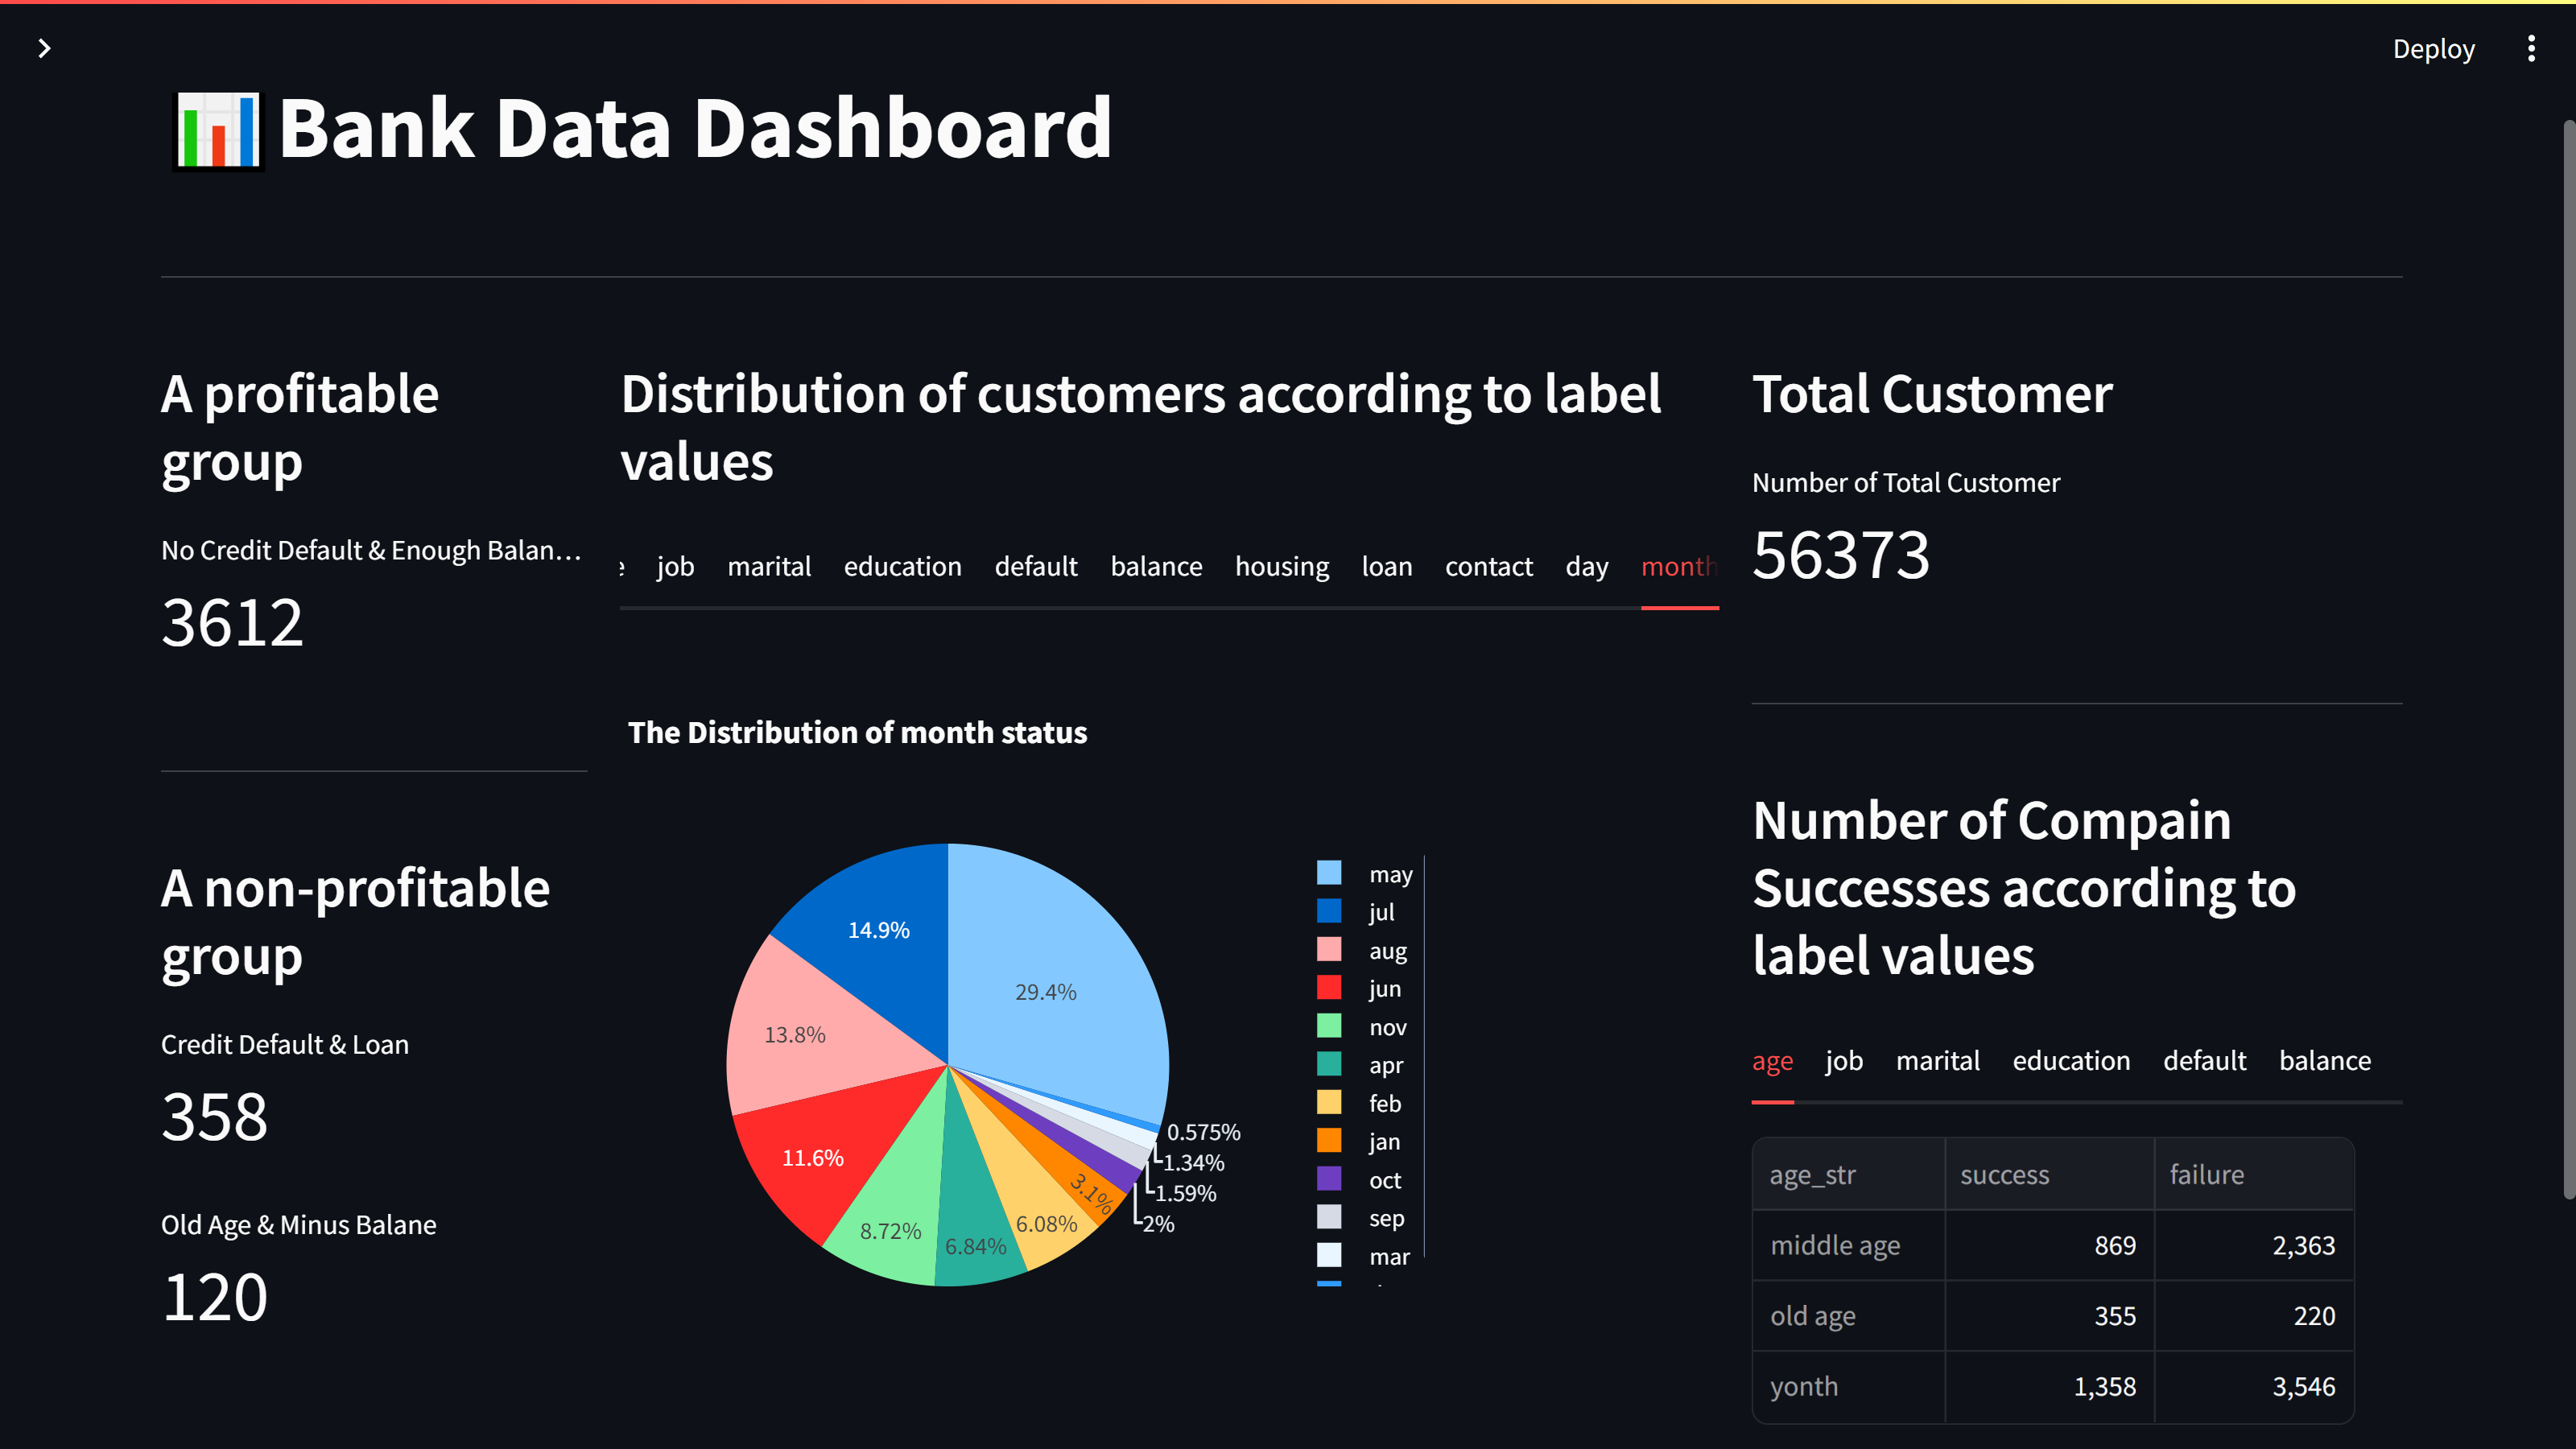 Deploy
Bank Data Dashboard
A profitable
group
No Credit Default & Enough Balan...
3612
A non-profitable
group
Credit Default & Loan
358
Old Age & Minus Balane
120
Distribution of customers according to label
values
e job marital education default balance housing loan contact day month
The Distribution of month status
14.9%
29.4%
13.8%
11.6%
8.72%
6.84%
6.08%
3.1%
0.575%
1.34%
1.59%
2%
may
jul
aug
jun
nov
apr
feb
jan
oct
sep
mar
Total Customer
Number of Total Customer
56373
Number of Compain
Successes according to
label values
age job marital education default balance
age_str success failure
middle age 869 2,363
old age 355 220
yonth 1,358 3,546